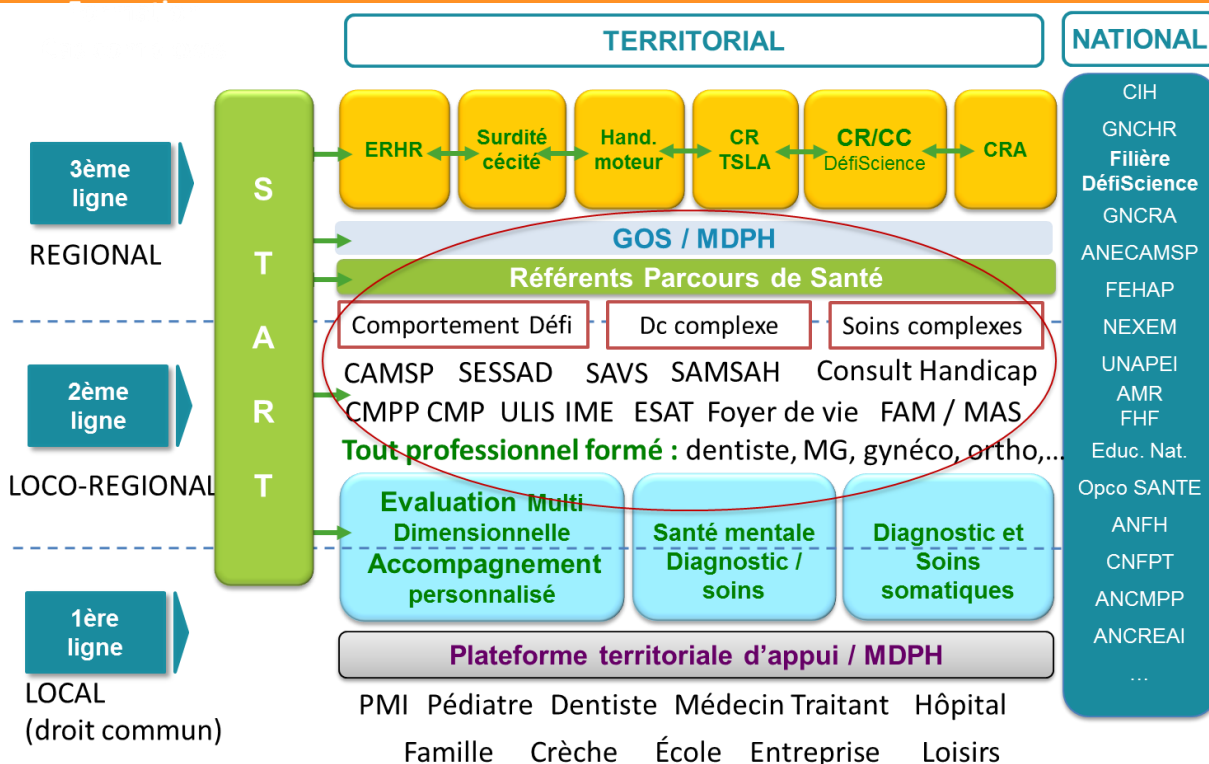 TERRITORIAL
NATIONAL
3ème
ligne
REGIONAL
2ème
ligne
LOCO-REGIONAL
1ère
ligne
LOCAL
(droit commun)
S
T
A
R
T
ERHR
Surdité
cécité
Hand.
moteur
CR
TSLA
CR/CC
DéfiScience
CRA
GOS / MDPH
Référents Parcours de Santé
Comportement Défi
Dc complexe
Soins complexes
CAMSP SESSAD SAVS SAMSAH Consult Handicap
CMPP CMP ULIS IME ESAT Foyer de vie FAM / MAS
Tout professionnel formé : dentiste, MG, gynéco, ortho,...
Evaluation Multi
Dimensionnelle
Accompagnement
personnalisé
Santé mentale
Diagnostic /
soins
Diagnostic et
Soins
somatiques
Plateforme territoriale d'appui / MDPH
PMI Pédiatre Dentiste Médecin Traitant Hôpital
Famille Crèche École Entreprise Loisirs
CIH
GNCHR
Filière
DéfiScience
GNCRA
ANECAMSP
FEHAP
NEXEM
UNAPEI
AMR
FHF
Educ. Nat.
Opco SANTE
ANFH
CNFPT
ANCMPP
ANCREAI
...